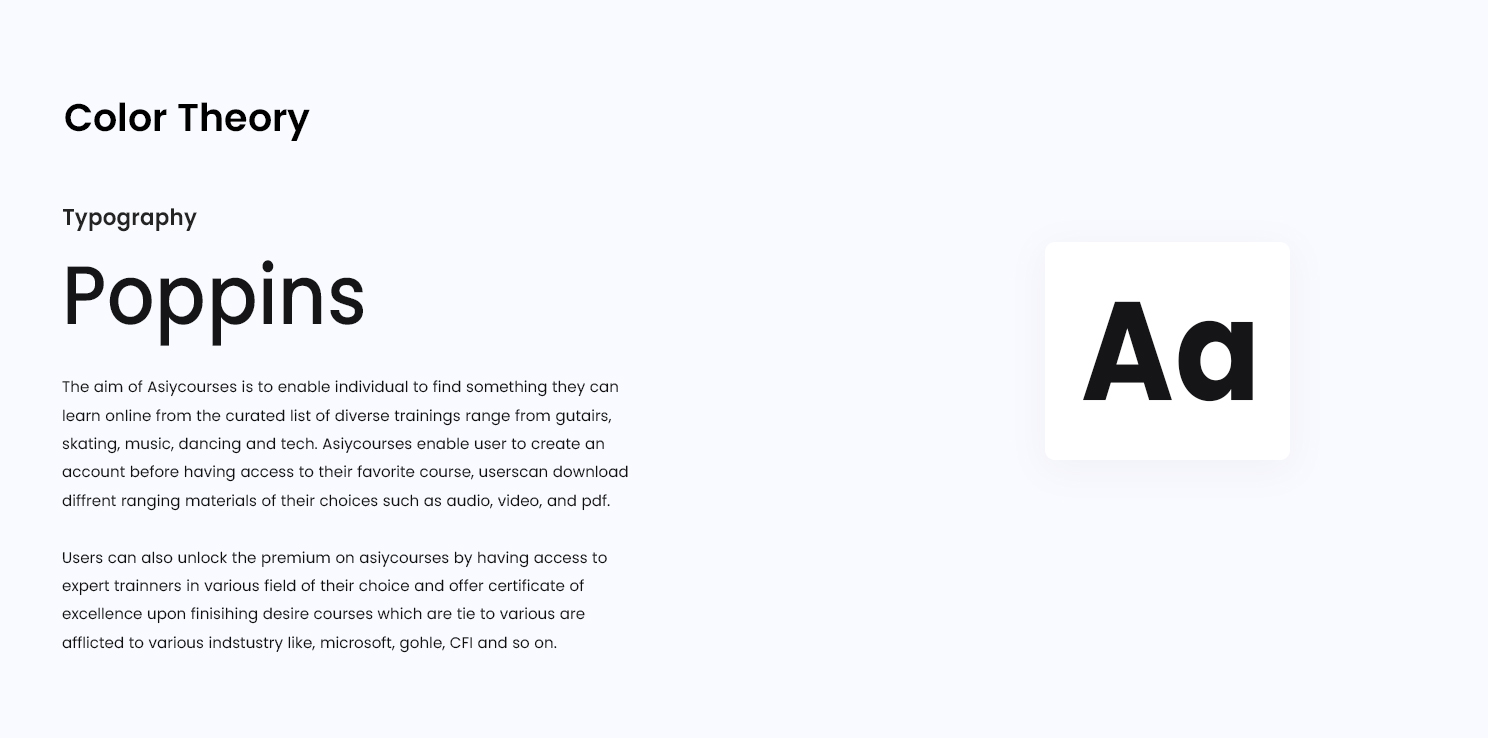 Color Theory
Typography
Poppins
Aa
The aim of Asiycourses is to enable individual to find something they can
learn online from the curated list of diverse trainings range from gutairs,
skating, music, dancing and tech. Asiycourses enable user to create an
account before having access to their favorite course, userscan download
diffrent ranging materials of their choices such as audio, video, and pdf.
Users can also unlock the premium on asiycourses by having access to
expert trainners in various field of their choice and offer certificate of
excellence upon finisihing desire courses which are tie to various are
afflicted to various indstustry like, microsoft, gohle, CFI and so on.